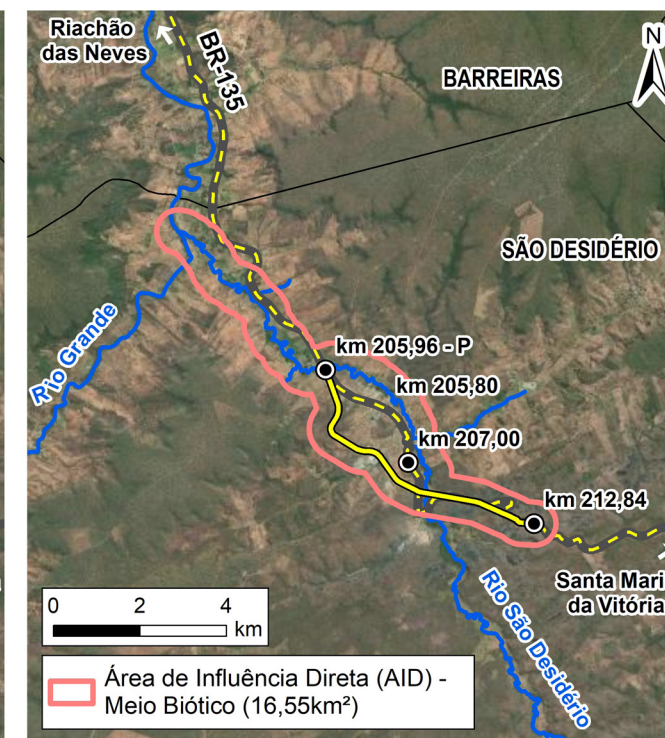 Riachão
das Neves
BR-135
BARREIRAS
N
SÃO DESIDÉRIO
Rio Grande
km 205,96 - P
km 205,80
km 207,00
km 212,84
Santa Mari
da Vitória
Rio São Desidério
0 2 4
km
Área de Influência Direta (AID) -
Meio Biótico (16,55km²)